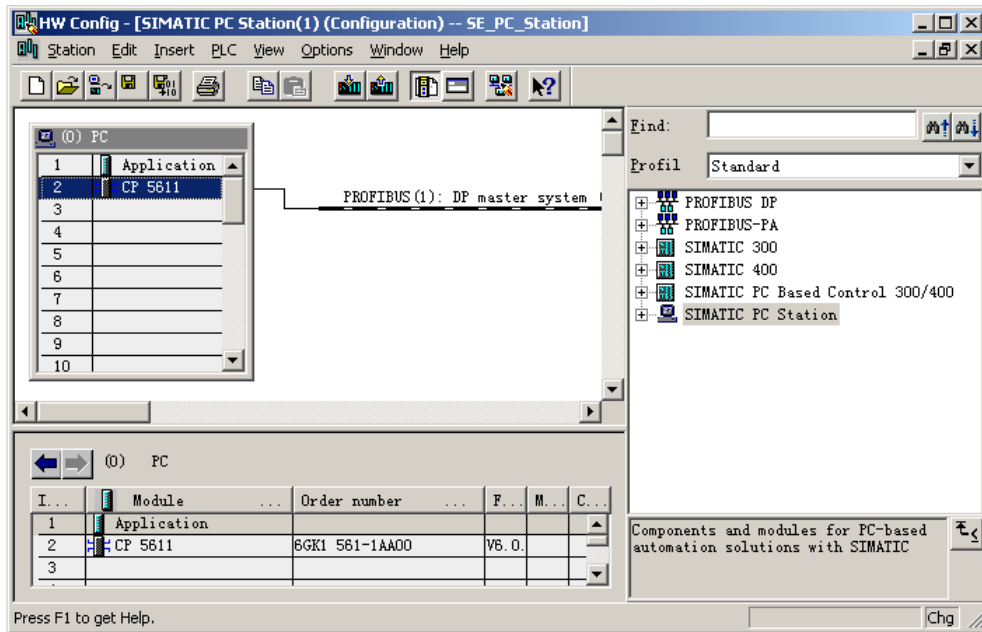 HW Config - [SIMATIC PC Station(1) (Configuration) -- SE_PC_Station]
Station Edit Insert PLC View Options Window Help
(0) PC
1 Application
2 CP 5611
3
4
5
6
7
8
9
10
PROFIBUS(1): DP master system (
Find:
Profil Standard
PROFIBUS DP
PROFIBUS-PA
SIMATIC 300
SIMATIC 400
SIMATIC PC Based Control 300/400
SIMATIC PC Station
(0) PC
I... Module ... Order number ... F... M... C...
1 Application
2 CP 5611 6GK1 561-1AA00 V6.0.
3
Components and modules for PC-based
automation solutions with SIMATIC
Press F1 to get Help.
Chg